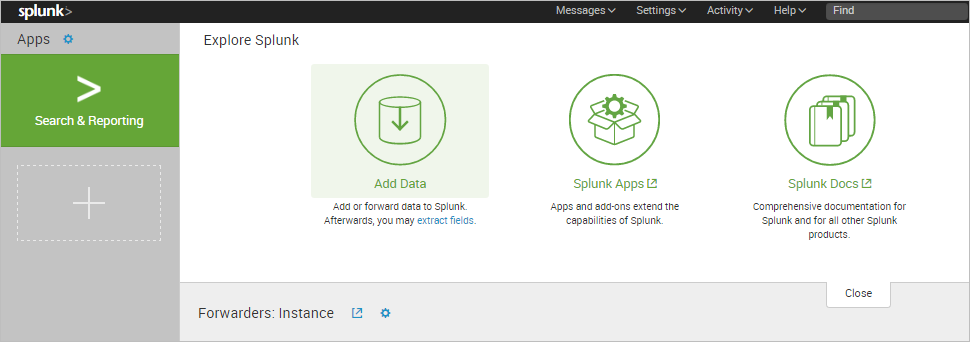 splunk>
Messages Settings Activity Help Find
Apps
Explore Splunk
>
Search & Reporting
Add Data
Add or forward data to Splunk.
Afterwards, you may extract fields.
Splunk Apps
Apps and add-ons extend the
capabilities of Splunk.
Splunk Docs
Comprehensive documentation for
Splunk and for all other Splunk
products.
Close
Forwarders: Instance